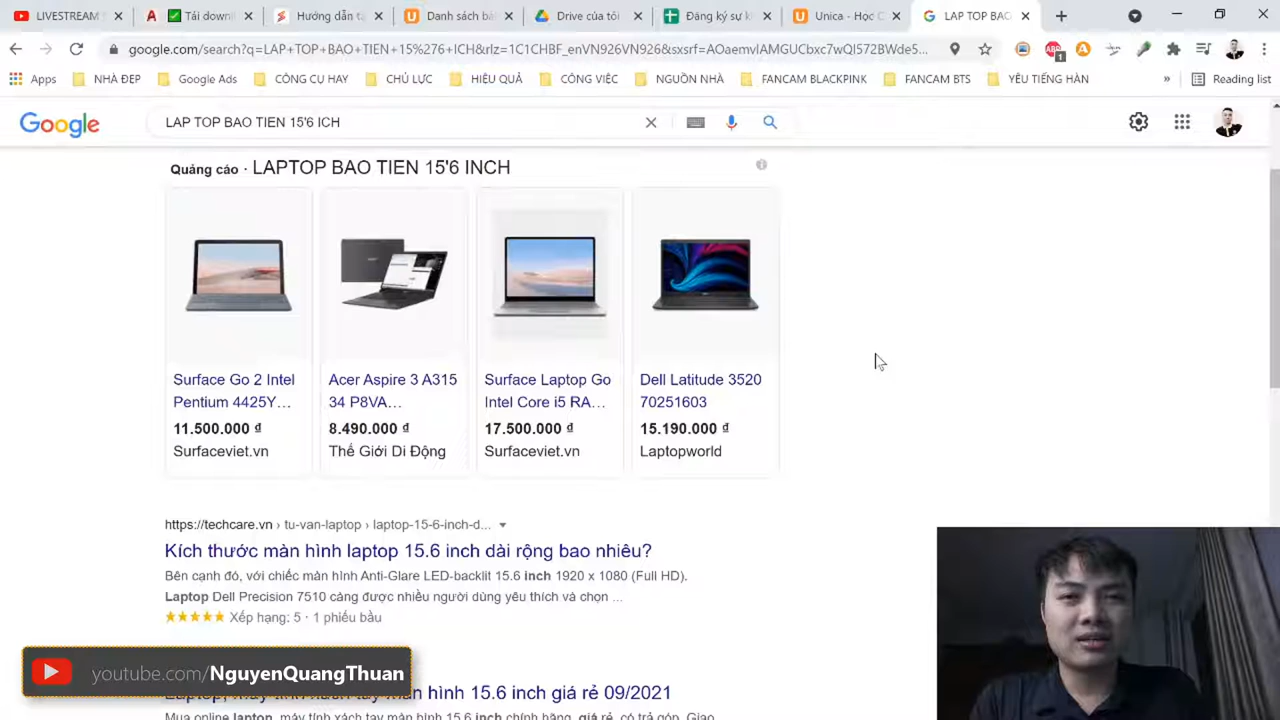 LIVESTREAM
Tải down
Hướng dẫn tạ
Danh sách bà
Drive của tôi
Đăng ký sự k
Unica - Học C
LAP TOP BAC
google.com/search?q=LAP+TOP+BAO+TIEN+15%276+ICH&rlz=1C1CHBF_enVN926VN926&sxsrf=AOaemvIAMGUCbxc7wQI572BWde5...
Apps
NHÀ ĐẸP
Google Ads
CÔNG CỤ HAY
CHỦ LỰC
HIỆU QUẢ
CÔNG VIỆC
NGUỒN NHẠ
FANCAM BLACKPINK
FANCAM BTS
YÊU TIẾNG HÀN
»
Reading list
Google
LAP TOP BAO TIEN 15'6 ICH
Quảng cáo · LAPTOP BAO TIEN 15'6 INCH
Surface Go 2 Intel
Pentium 4425Y...
11.500.000 ₫
Surfaceviet.vn
Acer Aspire 3 A315
34 P8VA...
8.490.000 ₫
Thế Giới Di Động
Surface Laptop Go
Intel Core i5 RA...
17.500.000 ₫
Surfaceviet.vn
Dell Latitude 3520
70251603
15.190.000 ₫
Laptopworld
https://techcare.vn › tu-van-laptop › laptop-15-6-inch-d...
Kích thước màn hình laptop 15.6 inch dài rộng bao nhiêu?
Bên cạnh đó, với chiếc màn hình Anti-Glare LED-backlit 15.6 inch 1920 x 1080 (Full HD).
Laptop Dell Precision 7510 càng được nhiều người dùng yêu thích và chọn ...
Xếp hạng: 5 · 1 phiếu bầu
youtube.com/NguyenQuangThuan
màn hình 15.6 inch giá rẻ 09/2021
Mua online laptop, máy tính xách tay màn hình 15.6 inch chính hãng, giá rẻ, có trả góp, Giao